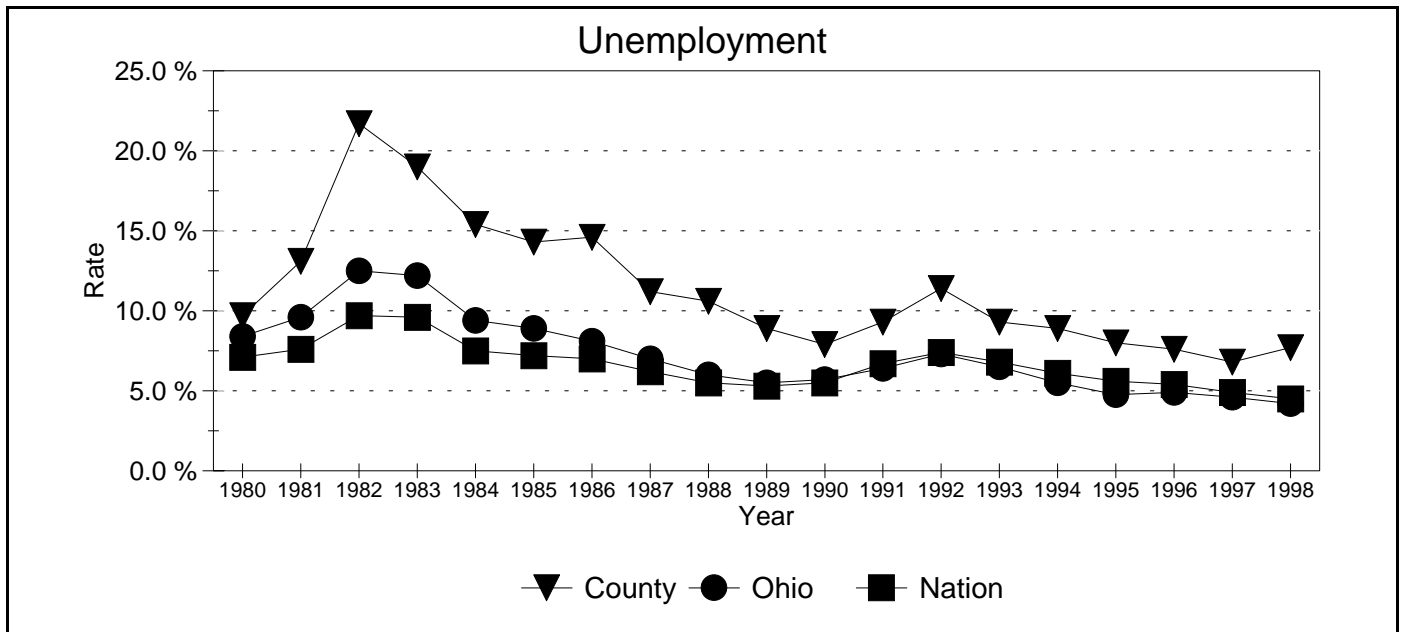 Unemployment
25.0 %
20.0 %
15.0 %
10.0 %
5.0 %
0.0 %
Rate
1980 1981 1982 1983 1984 1985 1986 1987 1988 1989 1990 1991 1992 1993 1994 1995 1996 1997 1998
Year
County Ohio Nation